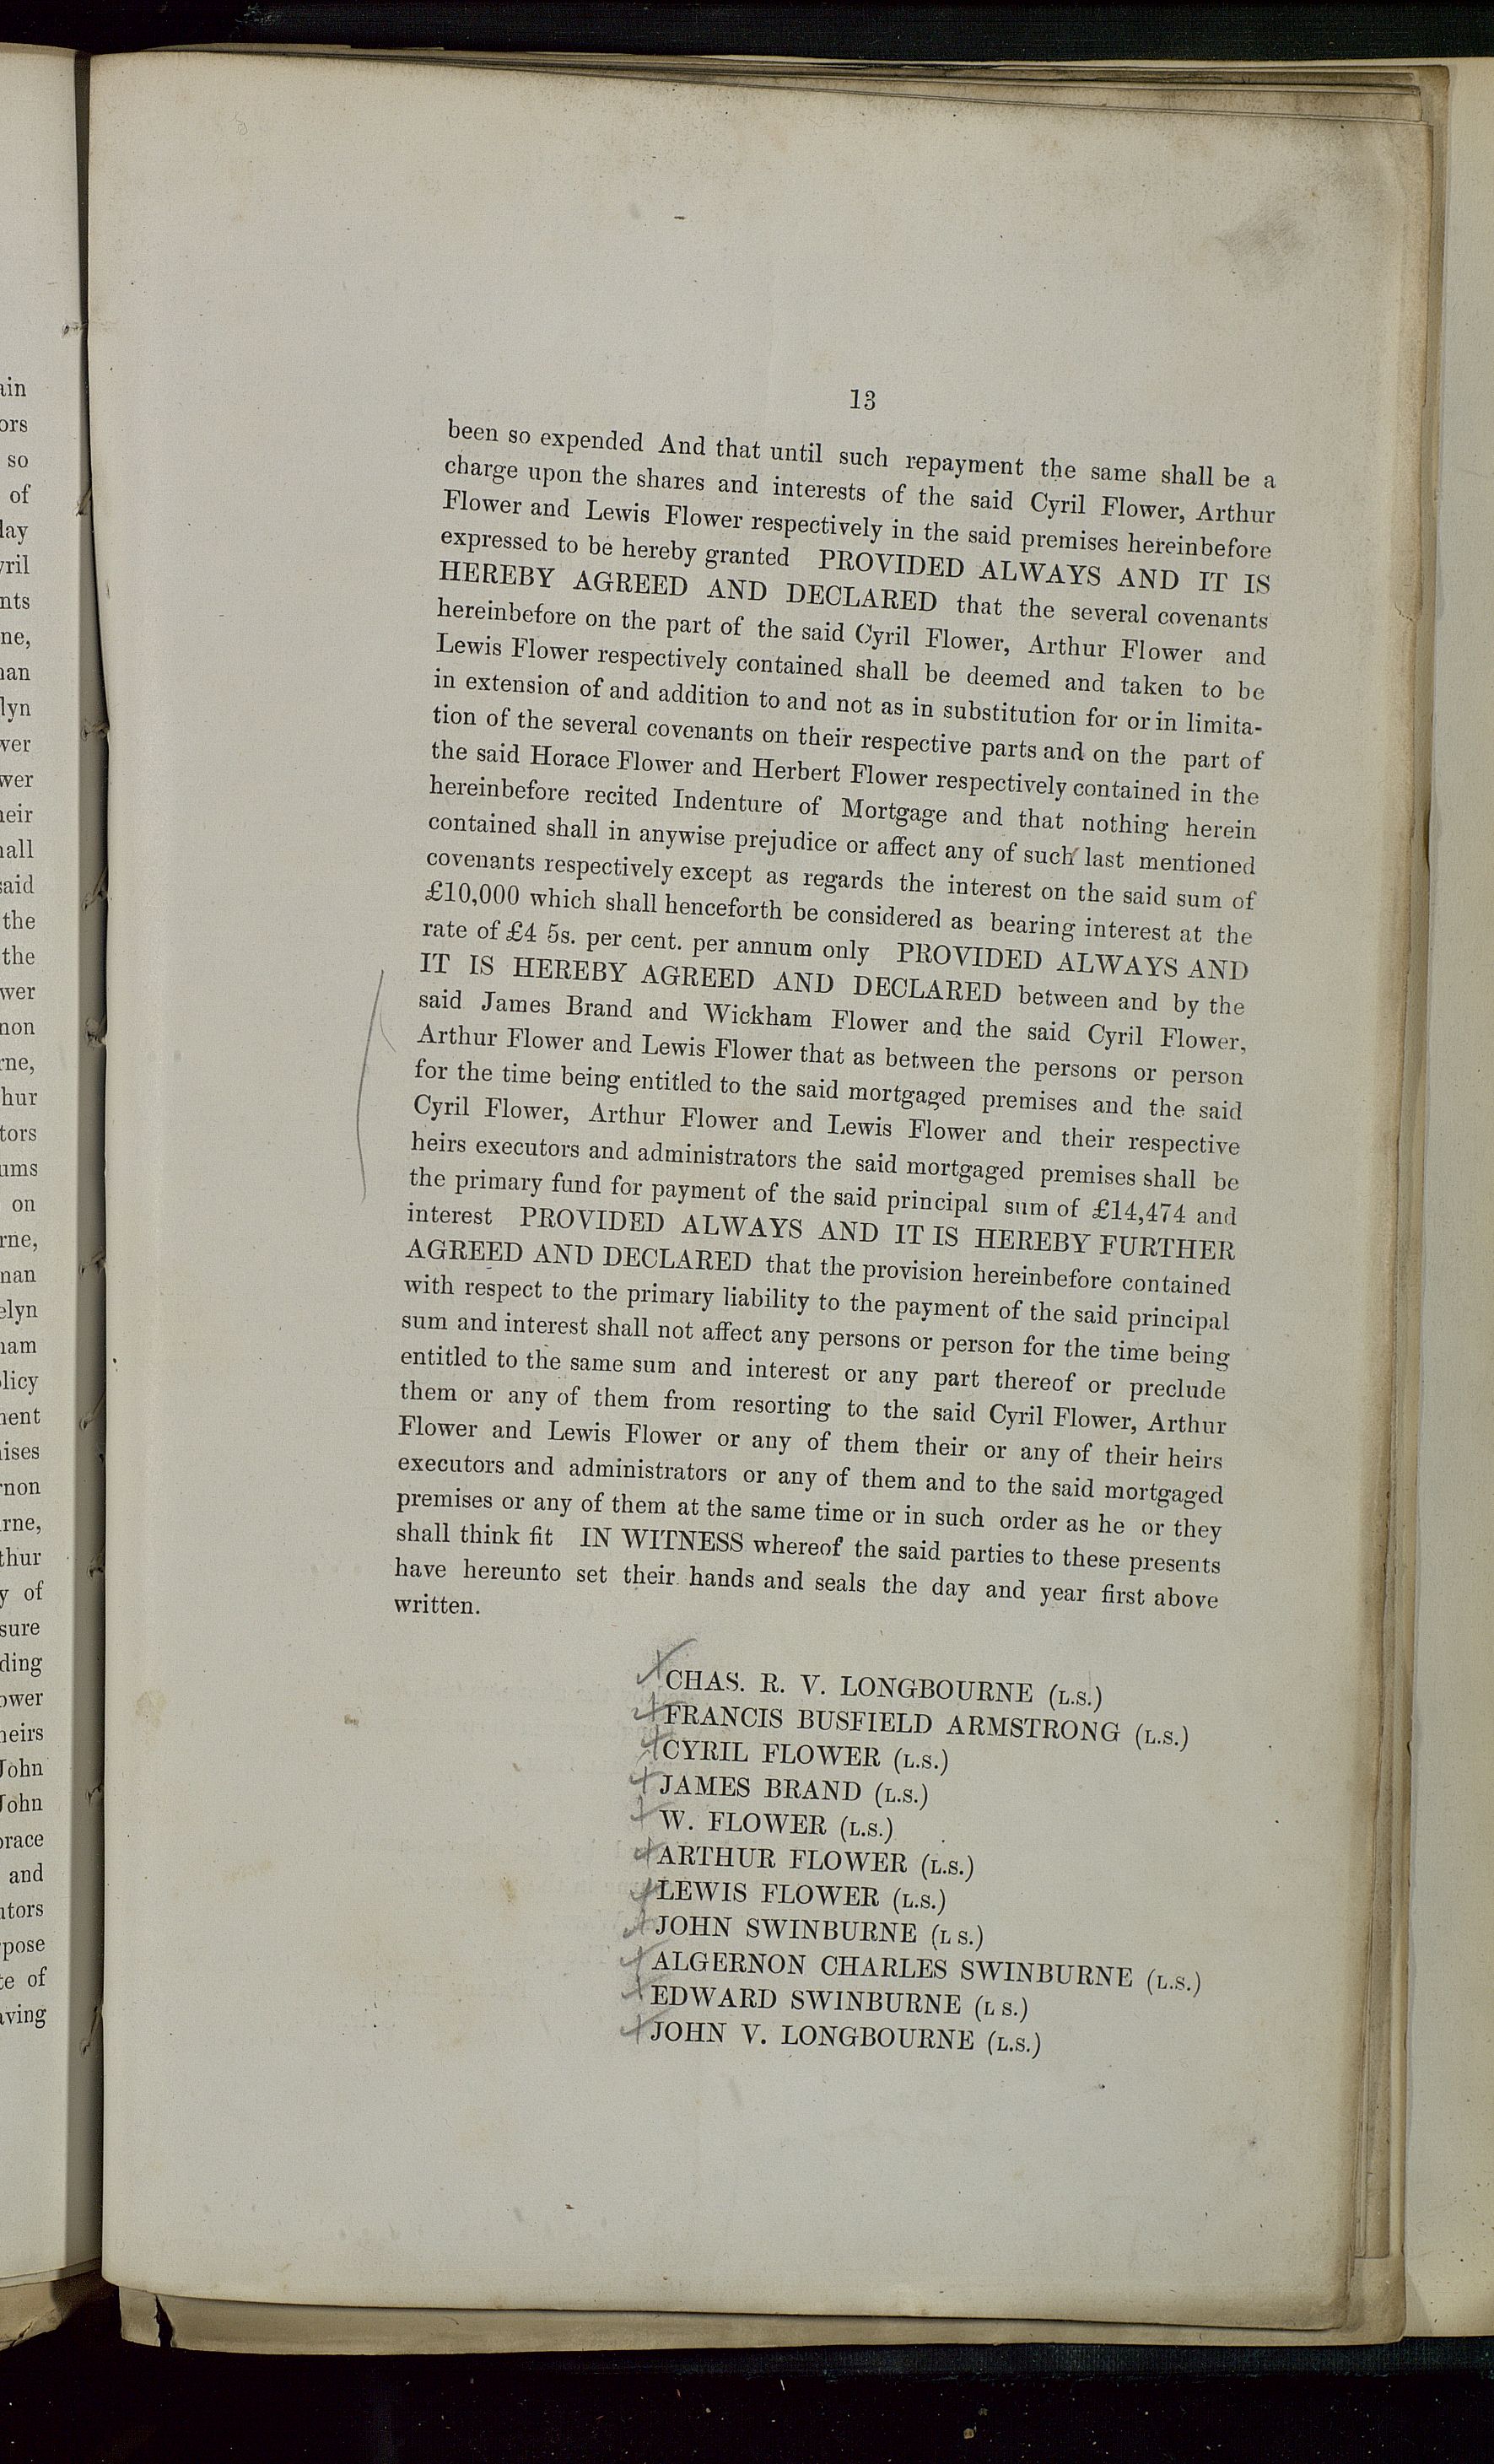 13
been so expended And that until such repayment the same shall be a
charge upon the shares and interests of the said Cyril Flower, Arthur
Flower and Lewis Flower respectively in the said premises hereinbefore
expressed to be hereby granted PROVIDED ALWAYS AND IT IS
HEREBY AGREED AND DECLARED that the several covenants
hereinbefore on the part of the said Cyril Flower, Arthur Flower and
Lewis Flower respectively contained shall be deemed and taken to be
in extension of and addition to and not as in substitution for or in limita-
tion of the several covenants on their respective parts and on the part of
the said Horace Flower and Herbert Flower respectively contained in the
hereinbefore recited Indenture of Mortgage and that nothing herein
contained shall in anywise prejudice or affect any of such last mentioned
covenants respectively except as regards the interest on the said sum of
£10,000 which shall henceforth be considered as bearing interest at the
rate of £4 5s. per cent. per annum only PROVIDED ALWAYS AND
IT IS HEREBY AGREED AND DECLARED between and by the
said James Brand and Wickham Flower and the said Cyril Flower,
Arthur Flower and Lewis Flower that as between the persons or person
for the time being entitled to the said mortgaged premises and the said
Cyril Flower, Arthur Flower and Lewis Flower and their respective
heirs executors and administrators the said mortgaged premises shall be
the primary fund for payment of the said principal sum of £14,474 and
interest PROVIDED ALWAYS AND IT IS HEREBY FURTHER
AGREED AND DECLARED that the provision hereinbefore contained
with respect to the primary liability to the payment of the said principal
sum and interest shall not affect any persons or person for the time being
entitled to the same sum and interest or any part thereof or preclude
them or any of them from resorting to the said Cyril Flower, Arthur
Flower and Lewis Flower or any of them their or any of their heirs
executors and administrators or any of them and to the said mortgaged
premises or any of them at the same time or in such order as he or they
shall think fit IN WITNESS whereof the said parties to these presents
have hereunto set their hands and seals the day and year first above
written.
CHAS. R. V. LONGBOURNE (L.S.)
FRANCIS BUSFIELD ARMSTRONG (L.S.)
CYRIL FLOWER (L.S.)
JAMES BRAND (L.S.)
W. FLOWER (L.S.)
ARTHUR FLOWER (L.S.)
LEWIS FLOWER (L.S.)
JOHN SWINBURNE (L S.)
ALGERNON CHARLES SWINBURNE (L.S.)
EDWARD SWINBURNE (L S.)
JOHN V. LONGBOURNE (L.S.)